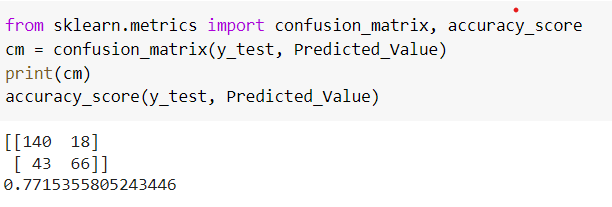 from sklearn.metrics import confusion_matrix, accuracy_score
cm = confusion_matrix(y_test, Predicted_Value)
print(cm)
accuracy_score(y_test, Predicted_Value)
[[140  18]
 [ 43  66]]
0.7715355805243446